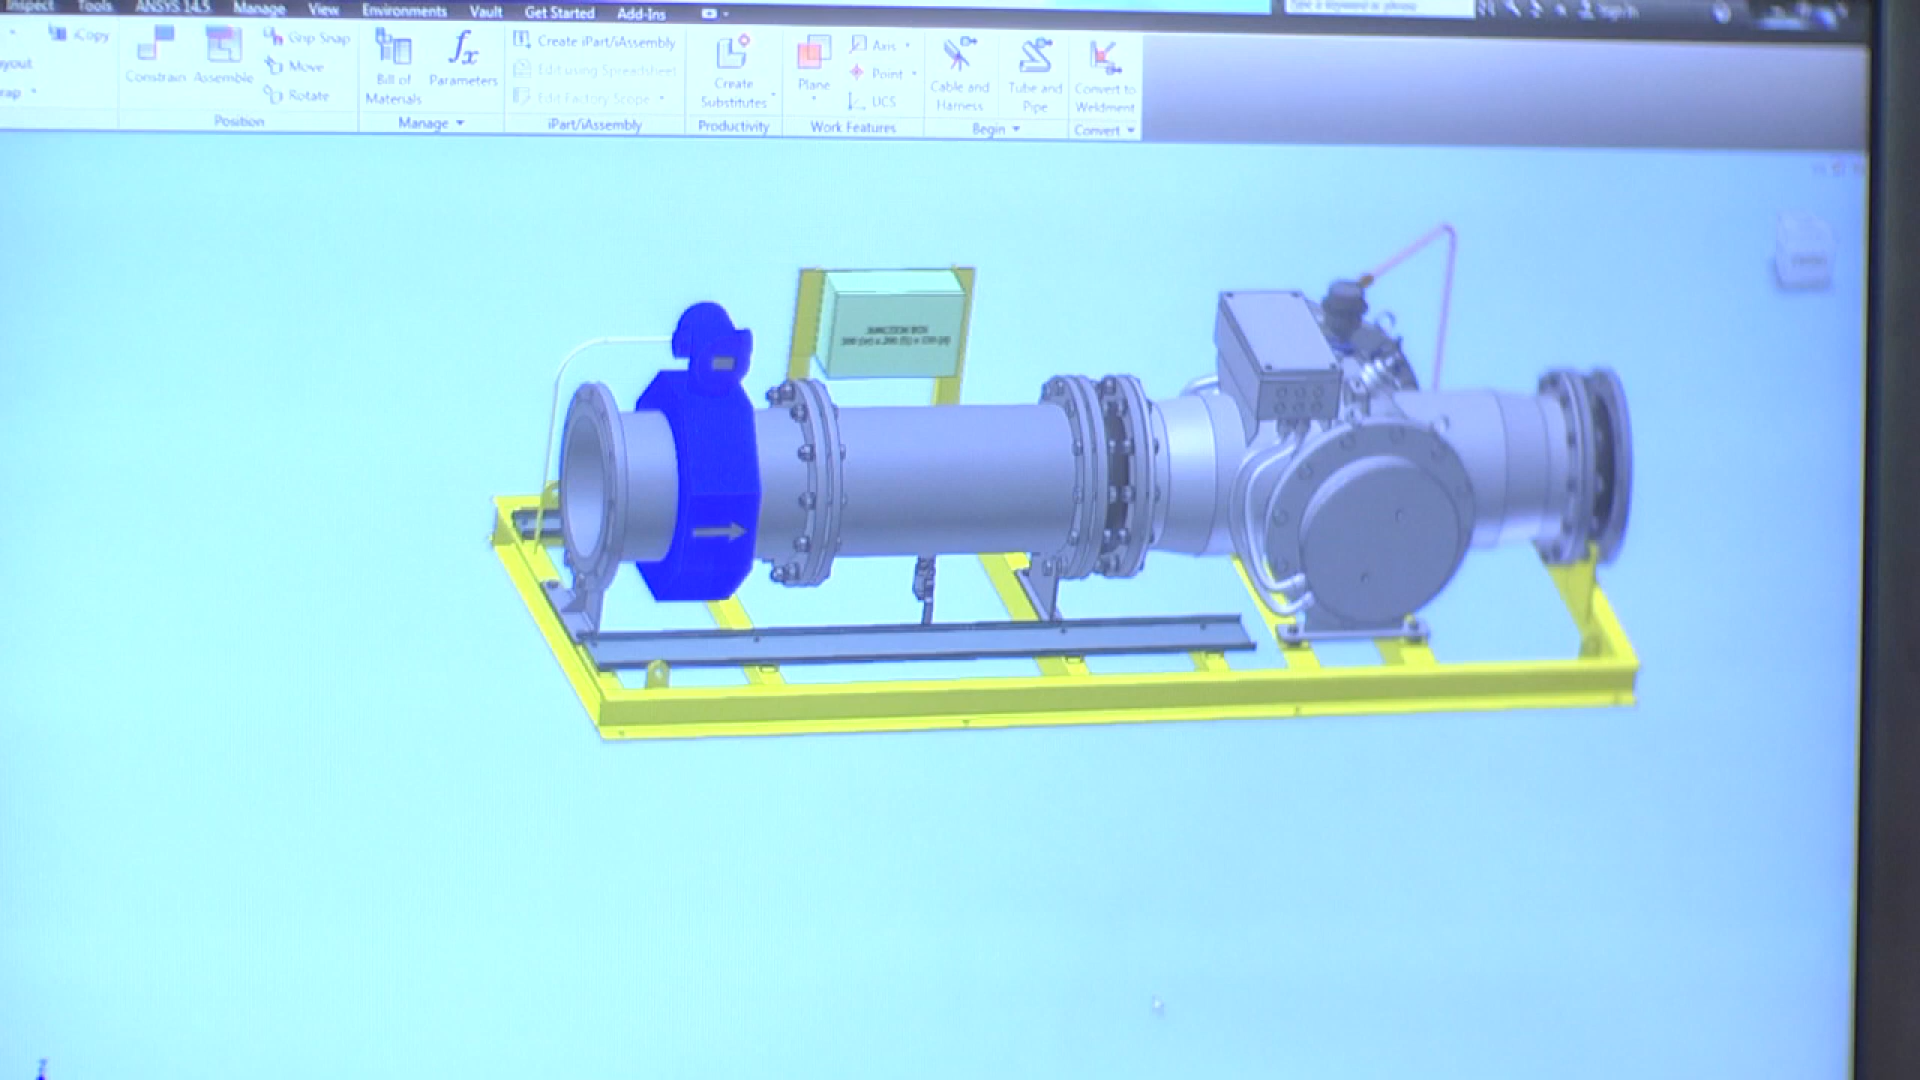 Inspect Tools ANSYS 14.5 Manage View Environments Vault Get Started Add-Ins
iCopy
Constrain Assemble
Grip Snap
Move
Rotate
Position
Bill of
Materials
Parameters
Manage
Create iPart/iAssembly
Edit using Spreadsheet
Edit Factory Scope
iPart/iAssembly
Create
Substitutes
Productivity
Plane
Axis
Point
UCS
Work Features
Cable and
Harness
Tube and
Pipe
Begin
Convert to
Weldment
Convert
JUNCTION BOX